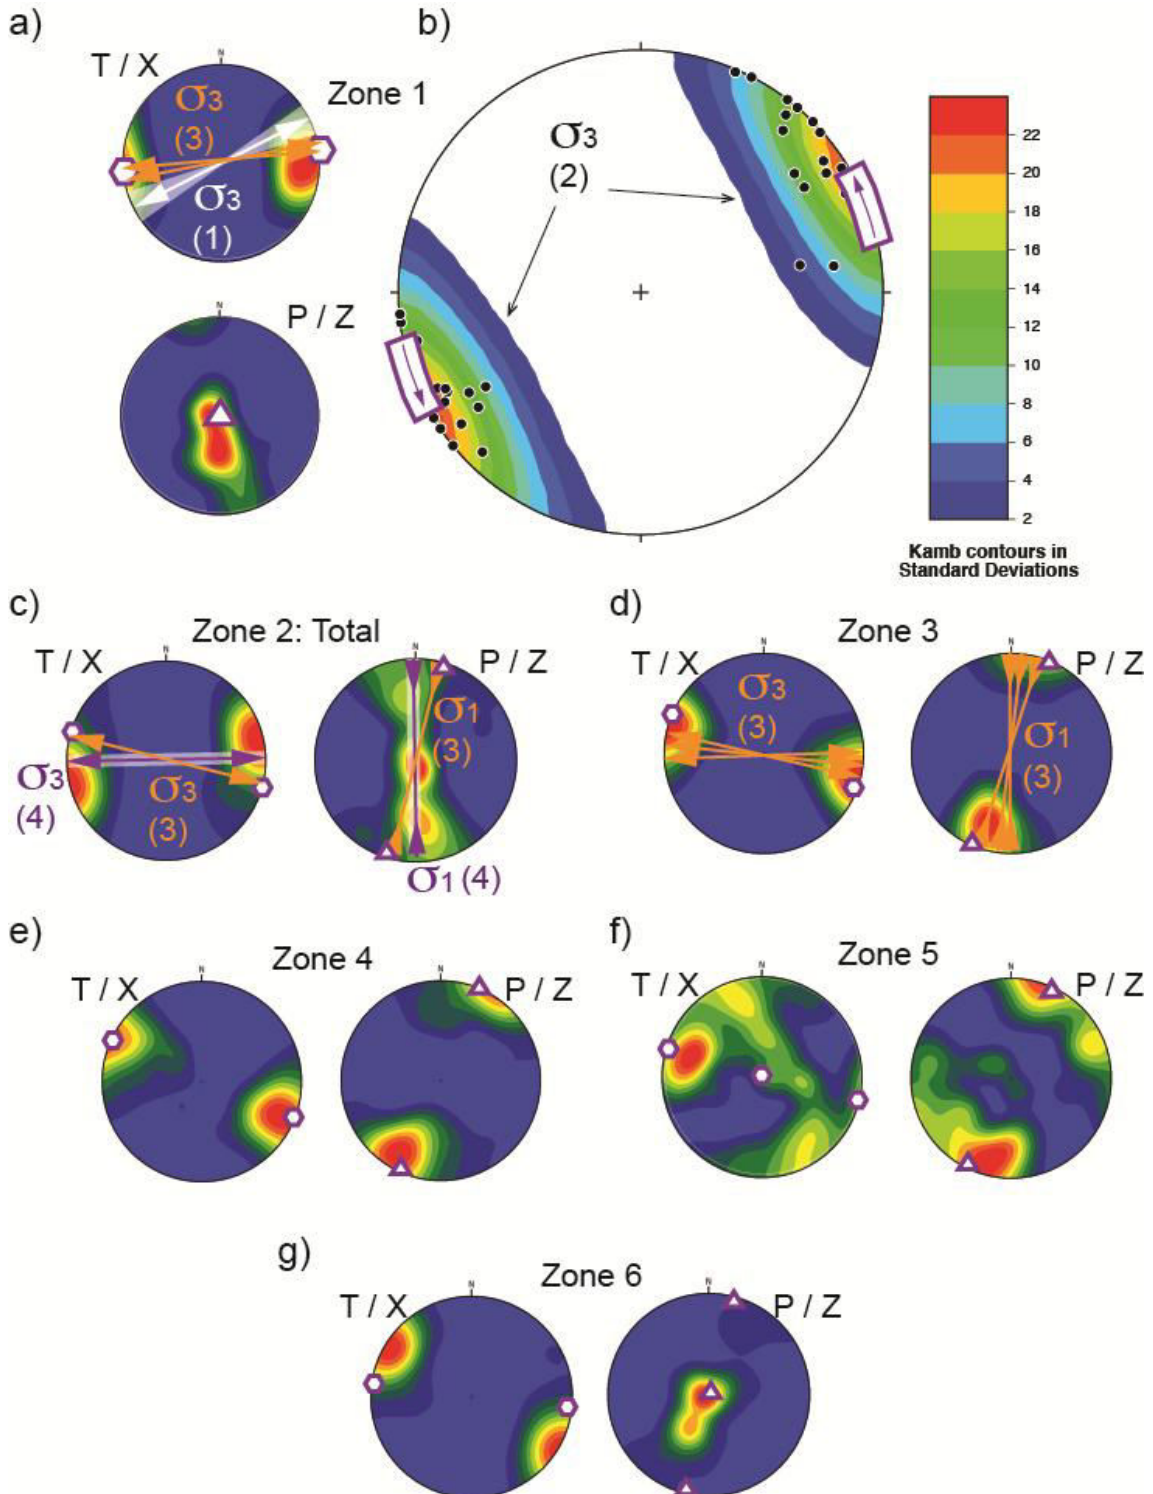 a)
b)
T / X
N
Zone 1
σ3
(3)
σ3
(1)
N
P / Z
σ3
(2)
22
20
18
16
14
12
10
8
6
4
2
Kamb contours in
Standard Deviations
c)
Zone 2: Total
T / X
N
N
P / Z
σ3
(4)
σ3
(3)
σ1
(3)
σ1 (4)
d)
Zone 3
T / X
N
N
P / Z
σ3
(3)
σ1
(3)
e)
Zone 4
T / X
N
N
P / Z
f)
Zone 5
T / X
N
N
P / Z
g)
Zone 6
T / X
N
N
P / Z